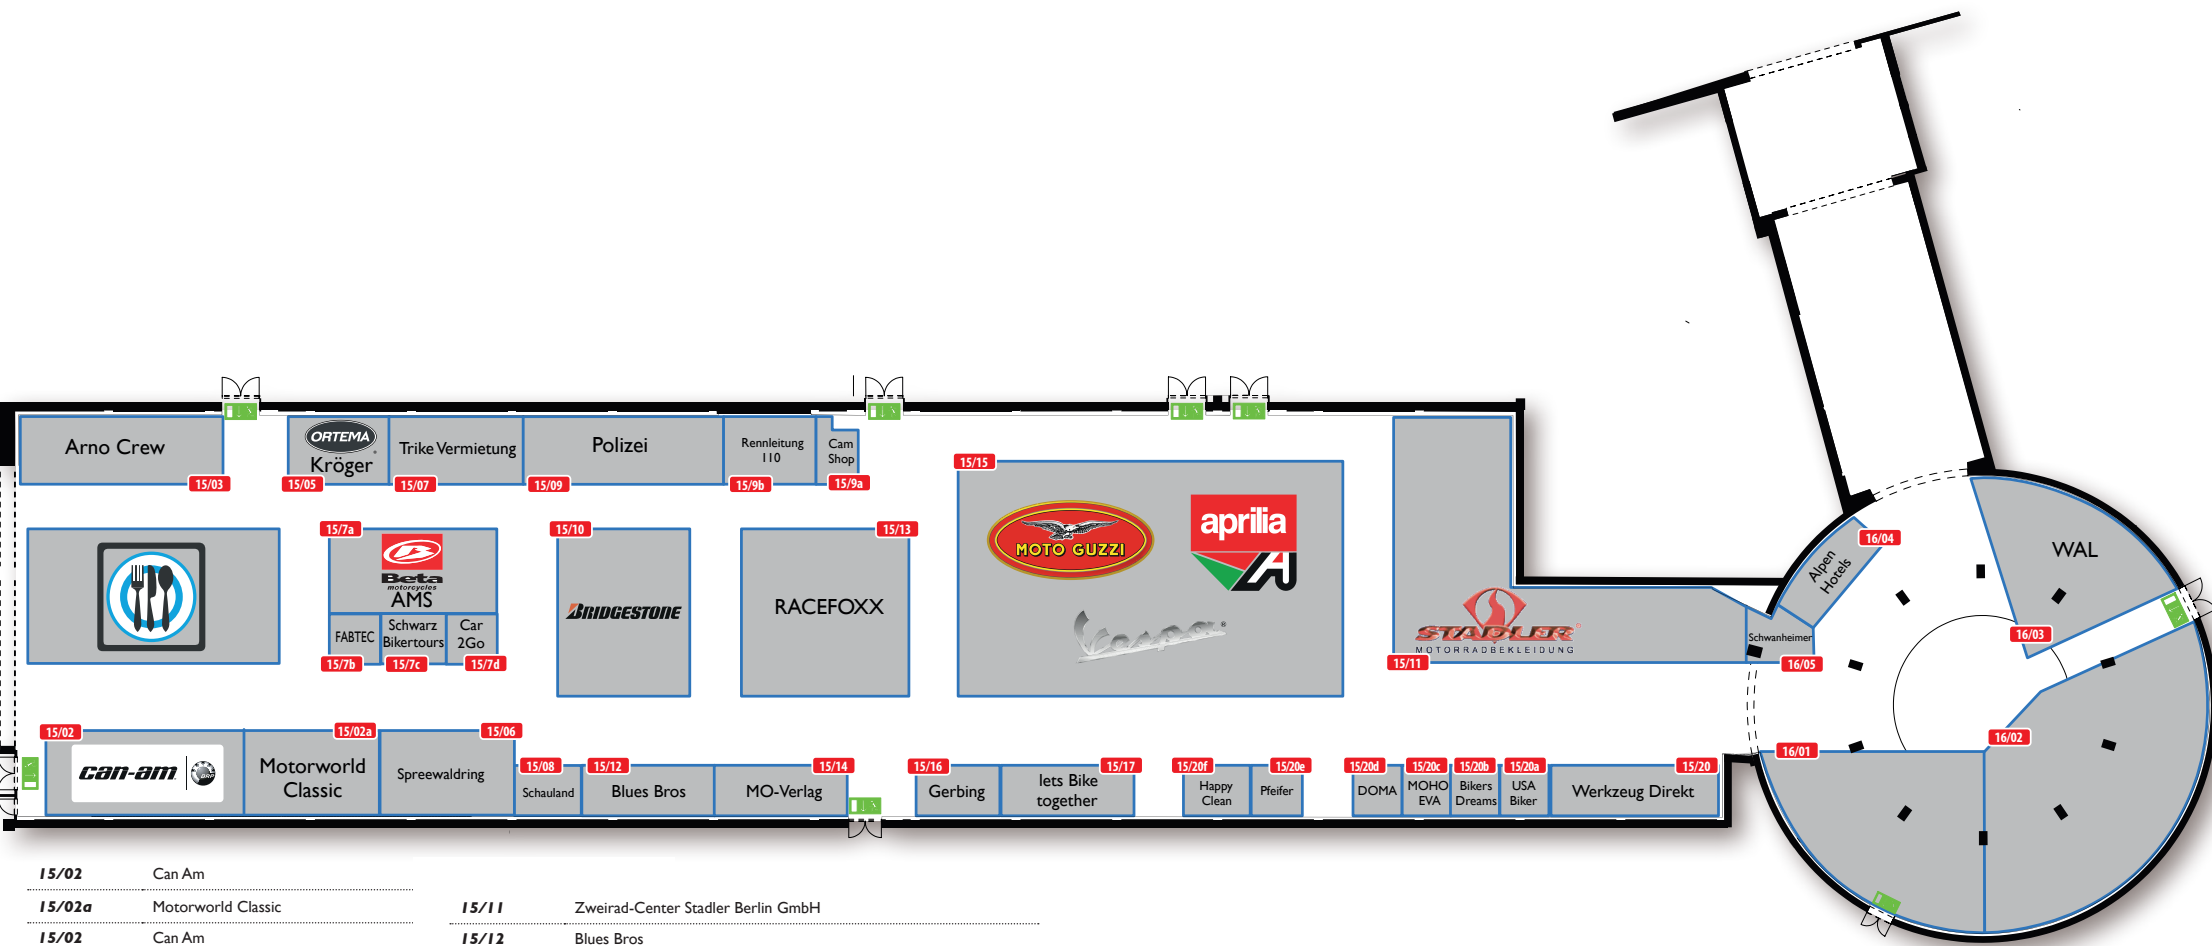 Arno Crew
15/03
ORTEMA
Kröger
15/05
Trike Vermietung
15/07
Polizei
15/09
Rennleitung
110
15/9b
Cam
Shop
15/9a
15/7a
Beta
motorcycles
AMS
FABTEC
15/7b
Schwarz
Bikertours
15/7c
Car
2Go
15/7d
15/10
BRIDGESTONE
15/13
RACEFOXX
15/15
MOTO GUZZI
aprilia
Vespa
STADLER
MOTORRADBEKLEIDUNG
15/11
Schwanheimer
16/05
Alpen
Hotels
16/04
WAL
16/03
16/02
16/01
15/02
can-am
BRP
15/02a
Motorworld
Classic
15/06
Spreewaldring
15/08
Schauland
15/12
Blues Bros
15/14
MO-Verlag
15/16
Gerbing
15/17
lets Bike
together
15/20f
Happy
Clean
15/20e
Pfeifer
15/20d
DOMA
15/20c
MOHO
EVA
15/20b
Bikers
Dreams
15/20a
USA
Biker
15/20
Werkzeug Direkt
15/02 Can Am
15/02a Motorworld Classic
15/02 Can Am
15/11 Zweirad-Center Stadler Berlin GmbH
15/12 Blues Bros